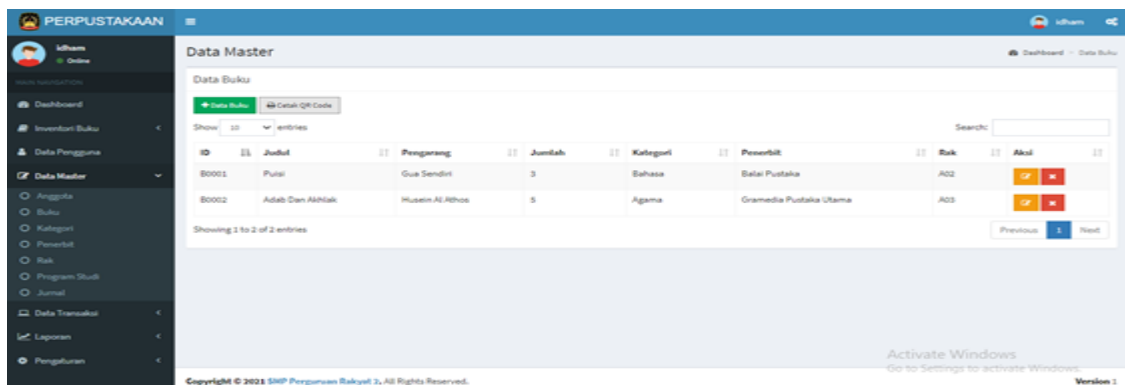 PERPUSTAKAAN
idham
idham
Online
MAIN NAVIGATION
Dashboard
Inventori Buku
Data Pengguna
Data Master
Anggota
Buku
Kategori
Penerbit
Rak
Program Studi
Jurnal
Data Transaksi
Laporan
Pengaturan
Data Master
Dashboard > Data Buku
Data Buku
Data Buku Cetak QR Code
Show 10 entries Search:
ID Judul Pengarang Jumlah Kategori Penerbit Rak Aksi
B0001 Puisi Gua Sendiri 3 Bahasa Balai Pustaka A02
B0002 Adab Dan Akhlak Husein Al Athos 5 Agama Gramedia Pustaka Utama A03
Showing 1 to 2 of 2 entries Previous 1 Next
Activate Windows
Go to Settings to activate Windows.
Copyright © 2021 SMP Perguruan Rakyat 2. All Rights Reserved. Version 1